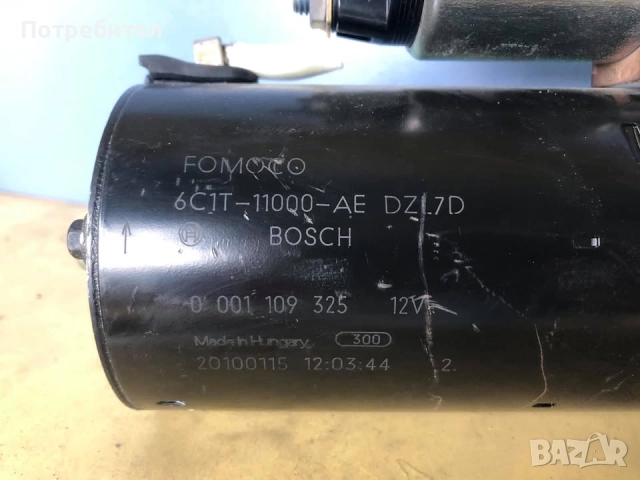 Потребител
FOMOCO
6C1T-11000-AE DZL7D
BOSCH
0 001 109 325 12V
Made in Hungary 300
20100115 12:03:44 2.
BAZAR